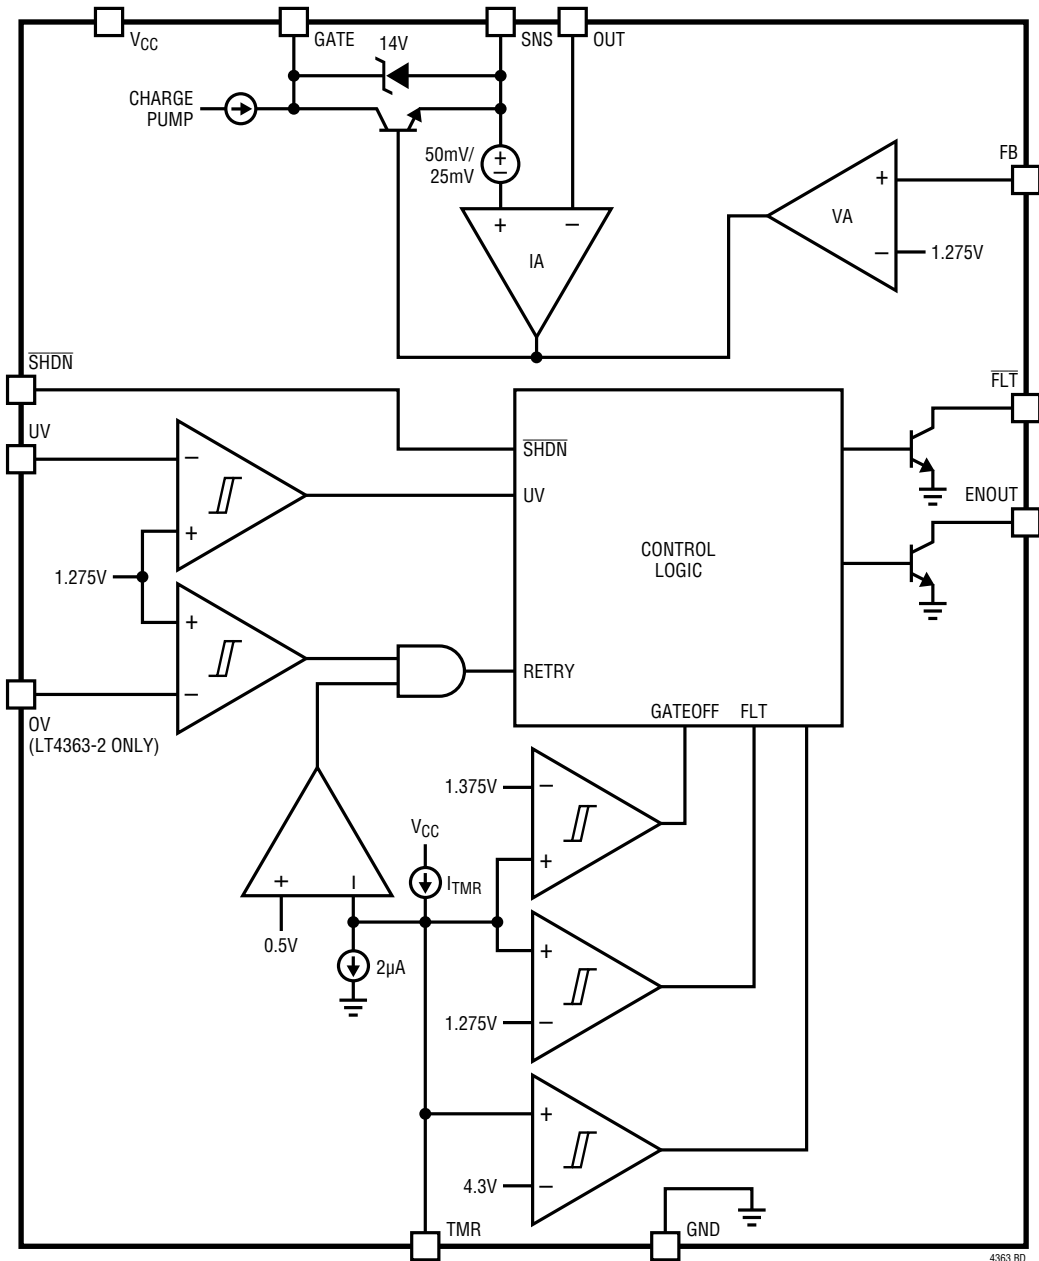 VCC
GATE
SNS
OUT
14V
CHARGE
PUMP
50mV/
25mV
+
−
+
−
IA
FB
+
VA
−
1.275V
SHDN
UV
−
+
1.275V
+
−
OV
(LT4363-2 ONLY)
SHDN
UV
CONTROL
LOGIC
RETRY
GATEOFF
FLT
FLT
ENOUT
1.375V
−
+
VCC
ITMR
+
−
0.5V
2µA
+
1.275V
−
+
4.3V
−
TMR
GND
4363 BD